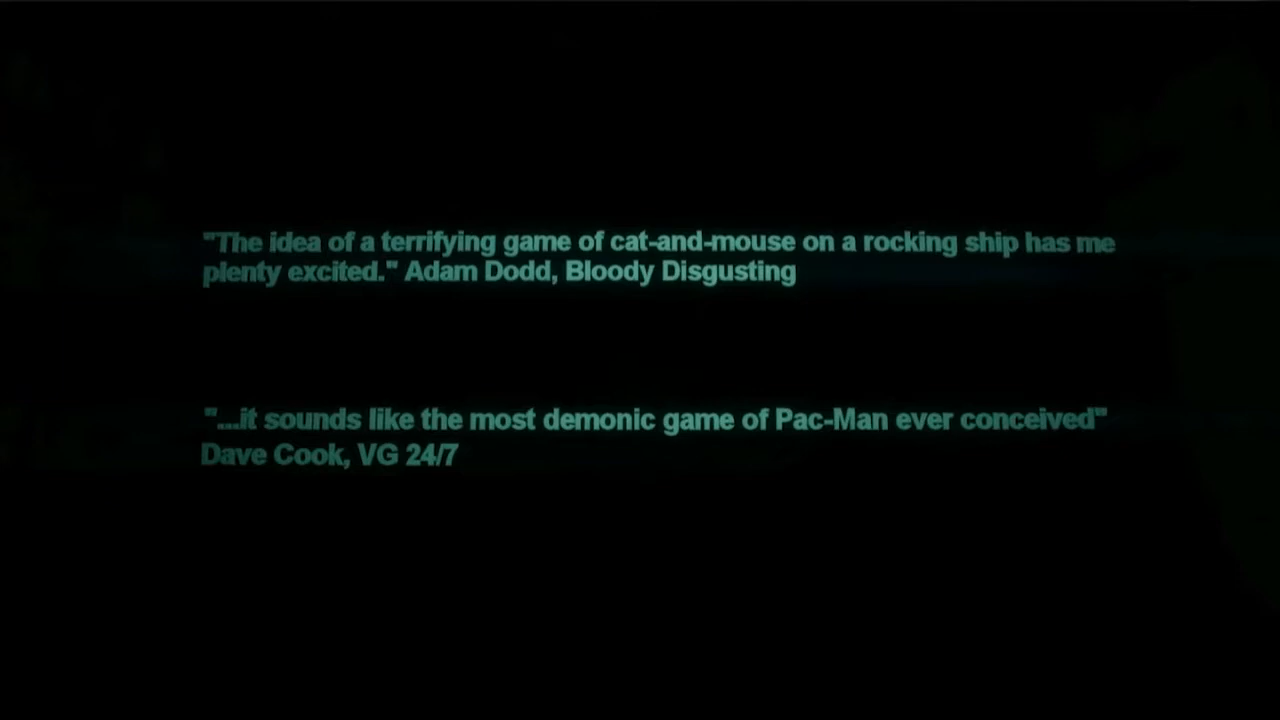 "The idea of a terrifying game of cat-and-mouse on a rocking ship has me
plenty excited." Adam Dodd, Bloody Disgusting
"...it sounds like the most demonic game of Pac-Man ever conceived"
Dave Cook, VG 24/7